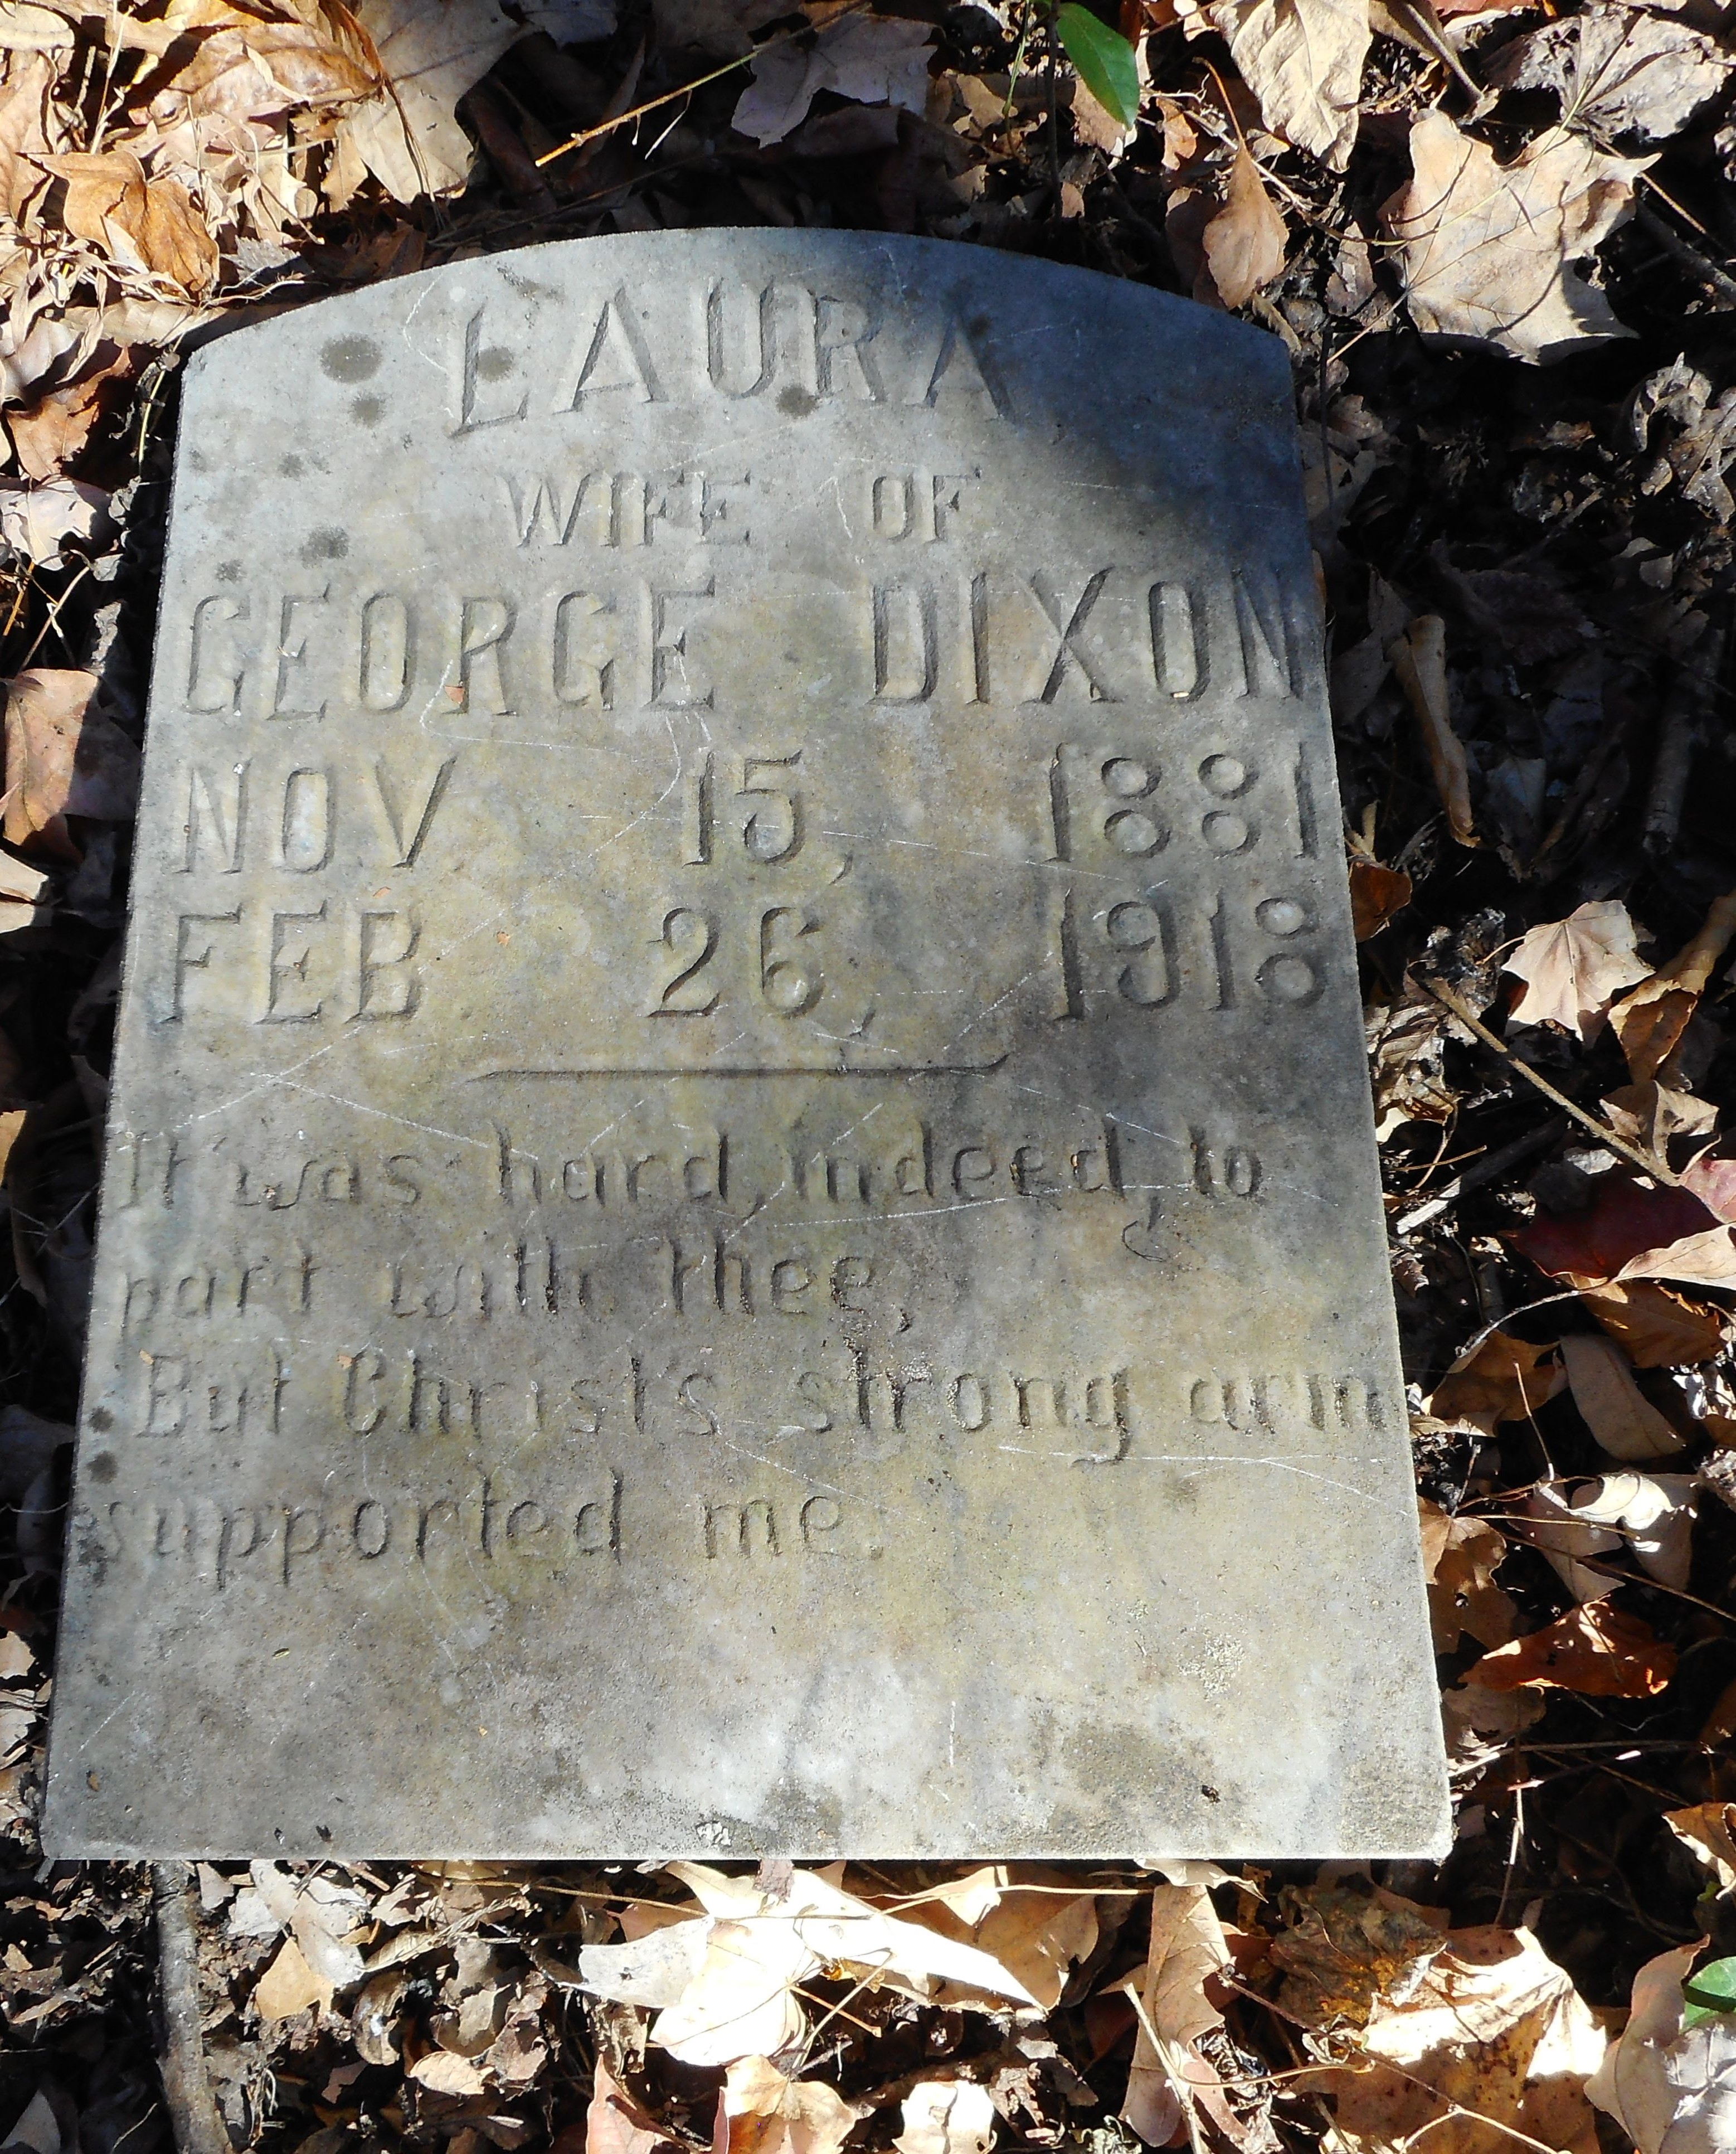 LAURA
WIFE OF
GEORGE DIXON
NOV 15, 1881
FEB 26, 1918
It was hard, indeed, to
part with thee,
But Christ's strong arm
supported me.